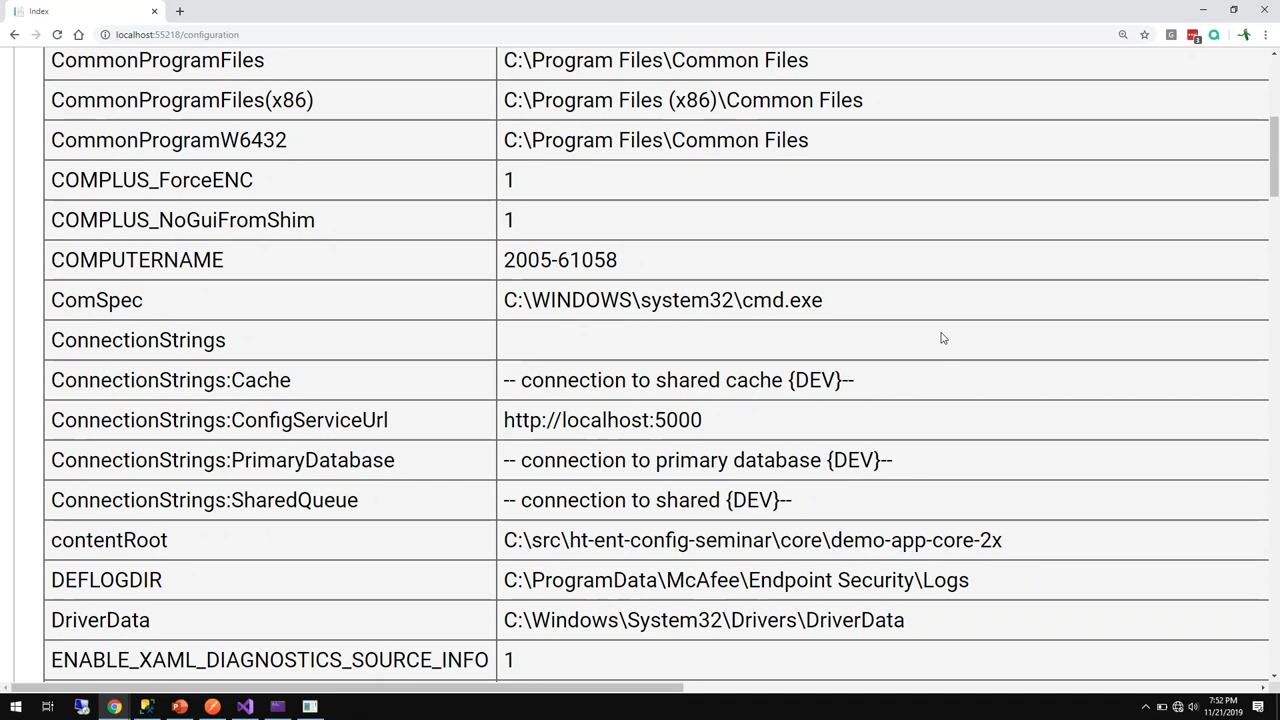 Index
localhost:55218/configuration
3
CommonProgramFiles C:\Program Files\Common Files
CommonProgramFiles(x86) C:\Program Files (x86)\Common Files
CommonProgramW6432 C:\Program Files\Common Files
COMPLUS_ForceENC 1
COMPLUS_NoGuiFromShim 1
COMPUTERNAME 2005-61058
ComSpec C:\WINDOWS\system32\cmd.exe
ConnectionStrings
ConnectionStrings:Cache -- connection to shared cache {DEV}--
ConnectionStrings:ConfigServiceUrl http://localhost:5000
ConnectionStrings:PrimaryDatabase -- connection to primary database {DEV}--
ConnectionStrings:SharedQueue -- connection to shared {DEV}--
contentRoot C:\src\ht-ent-config-seminar\core\demo-app-core-2x
DEFLOGDIR C:\ProgramData\McAfee\Endpoint Security\Logs
DriverData C:\Windows\System32\Drivers\DriverData
ENABLE_XAML_DIAGNOSTICS_SOURCE_INFO 1
7:52 PM
11/21/2019